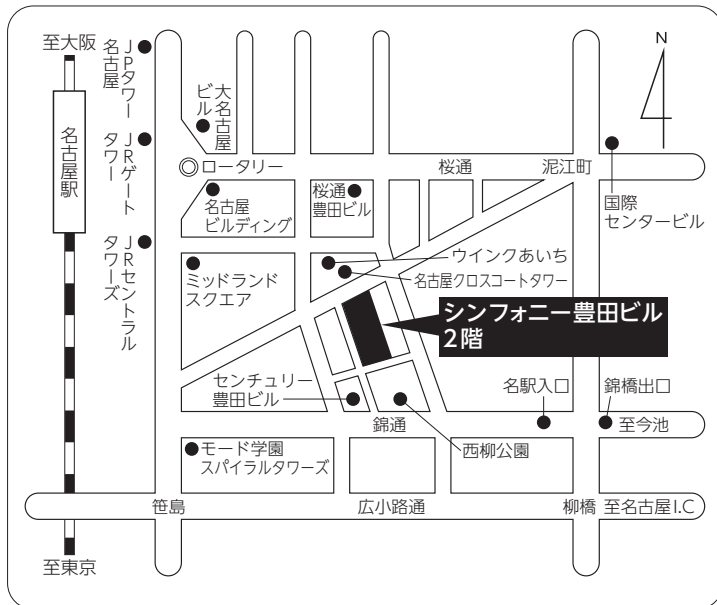 至大阪
JPタワー
名古屋
大名古屋
ビル
N
名古屋駅
JRゲート
タワー
ロータリー
桜通
泥江町
名古屋
ビルディング
桜通
豊田ビル
国際
センタービル
JRセントラル
タワーズ
ミッドランド
スクエア
ウインクあいち
名古屋クロスコートタワー
シンフォニー豊田ビル
2階
センチュリー
豊田ビル
名駅入口
錦橋出口
錦通
至今池
モード学園
スパイラルタワーズ
西柳公園
笹島
広小路通
柳橋
至名古屋I.C
至東京